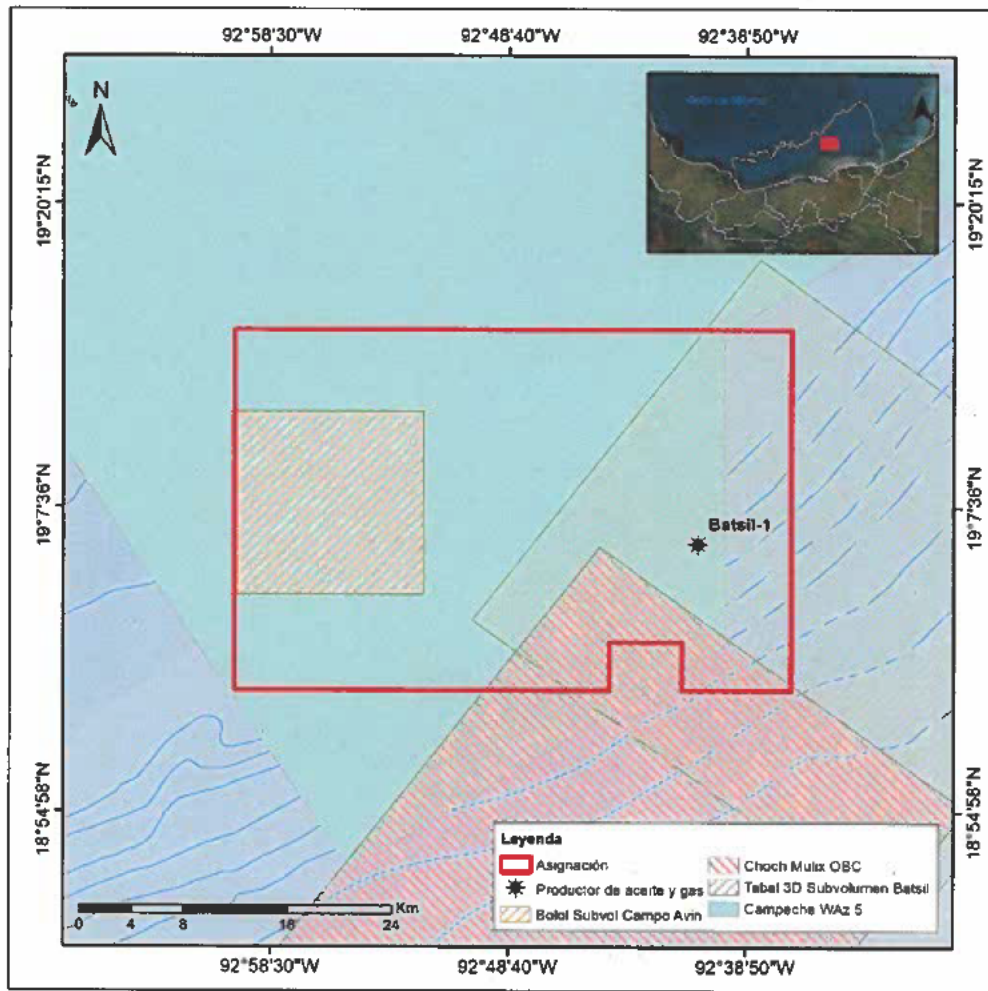 92°58'30"W
92°48'40"W
92°38'50"W
N
19°20'15"N
19°20'15"N
19°7'36"N
19°7'36"N
Batsil-1
18°54'58"N
18°54'58"N
Leyenda
Asignación
Productor de aceite y gas
Bolol Subvol Campo Avin
Choch Mulix OBC
Tabal 3D Subvolumen Batsil
Campeche WAz 5
Km
0 4 8 16 24
92°58'30"W
92°48'40"W
92°38'50"W